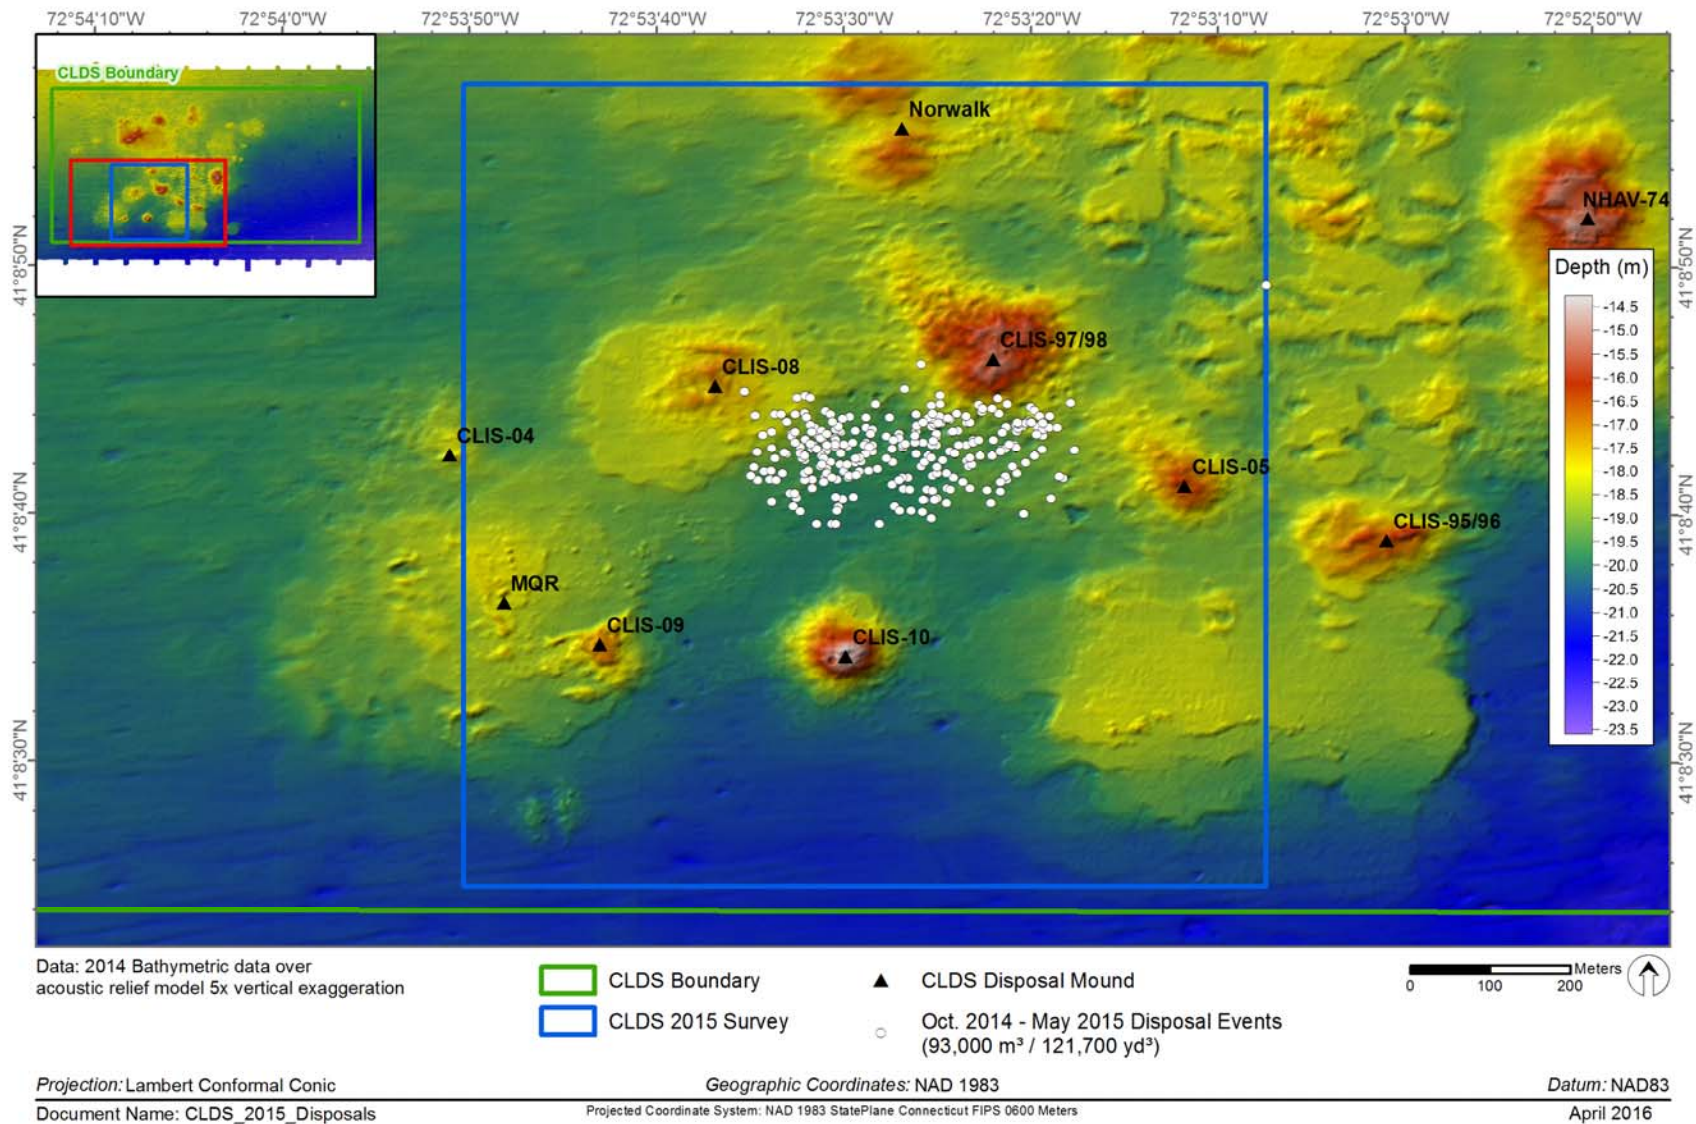 72°54'10"W 72°54'0"W 72°53'50"W 72°53'40"W 72°53'30"W 72°53'20"W 72°53'10"W 72°53'0"W 72°52'50"W
CLDS Boundary
Norwalk
NHAV-74
41°8'50"N
41°8'50"N
Depth (m)
-14.5
-15.0
-15.5
-16.0
-16.5
-17.0
-17.5
-18.0
-18.5
-19.0
-19.5
-20.0
-20.5
-21.0
-21.5
-22.0
-22.5
-23.0
-23.5
CLIS-97/98
CLIS-08
CLIS-04
CLIS-05
41°8'40"N
41°8'40"N
CLIS-95/96
MQR
CLIS-09
CLIS-10
41°8'30"N
41°8'30"N
Data: 2014 Bathymetric data over
acoustic relief model 5x vertical exaggeration
CLDS Boundary
CLDS 2015 Survey
CLDS Disposal Mound
Oct. 2014 - May 2015 Disposal Events
(93,000 m³ / 121,700 yd³)
Meters
0 100 200
Projection: Lambert Conformal Conic
Geographic Coordinates: NAD 1983
Datum: NAD83
Document Name: CLDS_2015_Disposals
Projected Coordinate System: NAD 1983 StatePlane Connecticut FIPS 0600 Meters
April 2016